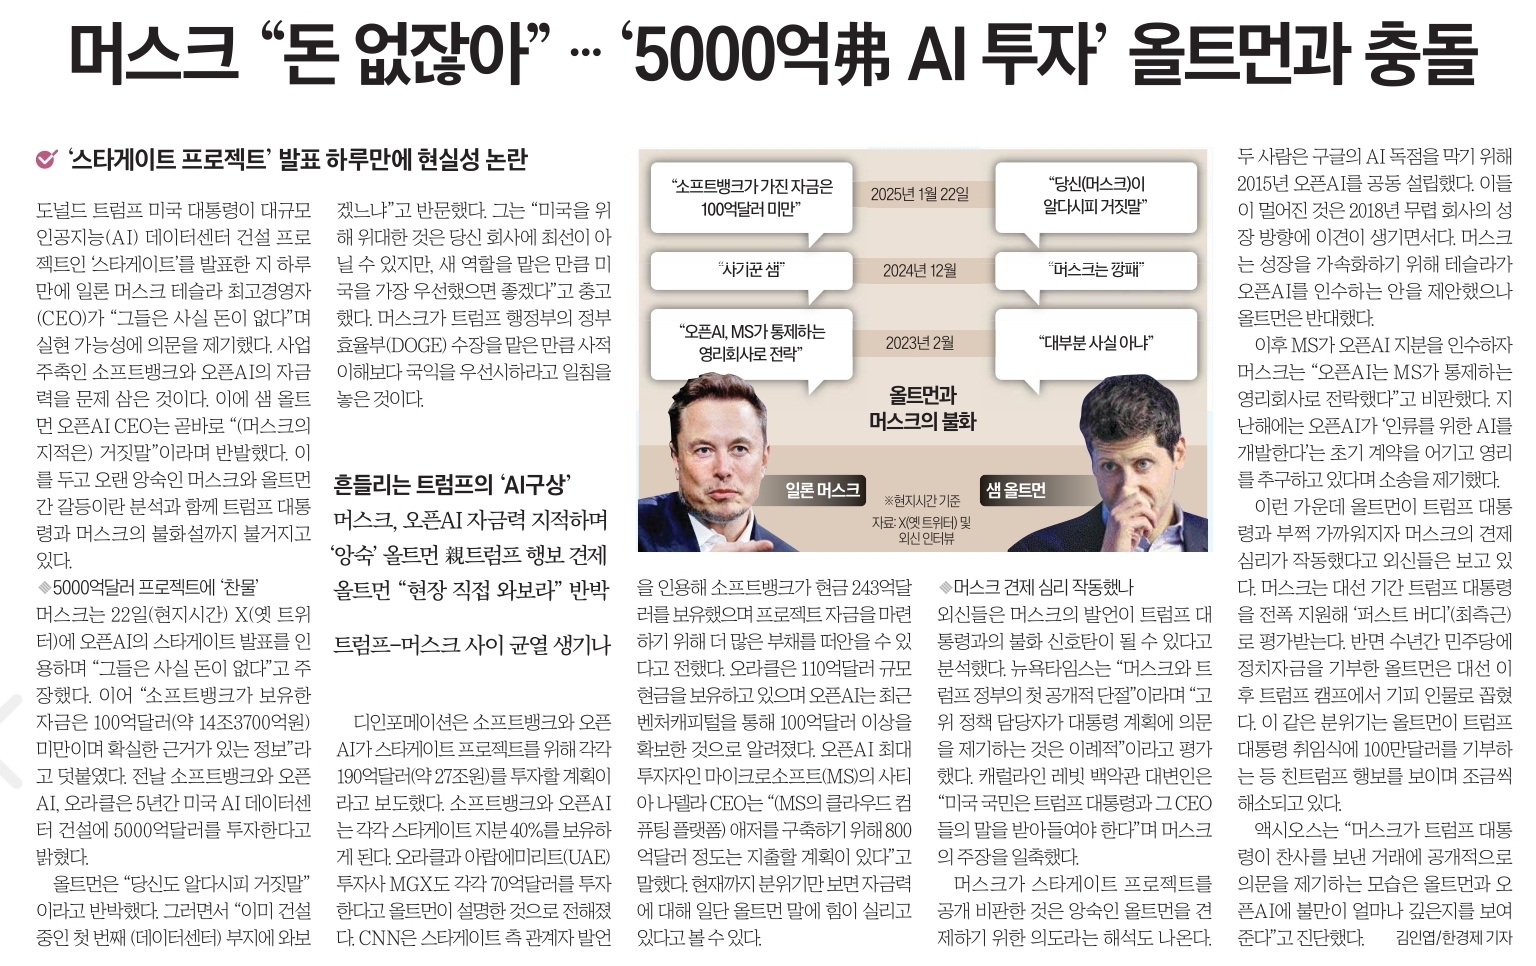 머스크 “돈 없잖아” … ‘5000억弗 AI 투자’ 올트먼과 충돌
‘스타게이트 프로젝트’ 발표 하루만에 현실성 논란
도널드 트럼프 미국 대통령이 대규모
인공지능(AI) 데이터센터 건설 프로
젝트인 ‘스타게이트’를 발표한 지 하루
만에 일론 머스크 테슬라 최고경영자
(CEO)가 “그들은 사실 돈이 없다”며
실현 가능성에 의문을 제기했다. 사업
주축인 소프트뱅크와 오픈AI의 자금
력을 문제 삼은 것이다. 이에 샘 올트
먼 오픈AI CEO는 곧바로 “(머스크의
지적은) 거짓말”이라며 반발했다. 이
를 두고 오랜 앙숙인 머스크와 올트먼
간 갈등이란 분석과 함께 트럼프 대통
령과 머스크의 불화설까지 불거지고
있다.
◈5000억달러 프로젝트에 ‘찬물’
머스크는 22일(현지시간) X(옛 트위
터)에 오픈AI의 스타게이트 발표를 인
용하며 “그들은 사실 돈이 없다”고 주
장했다. 이어 “소프트뱅크가 보유한
자금은 100억달러(약 14조3700억원)
미만이며 확실한 근거가 있는 정보”라
고 덧붙였다. 전날 소프트뱅크와 오픈
AI, 오라클은 5년간 미국 AI 데이터센
터 건설에 5000억달러를 투자한다고
밝혔다.
올트먼은 “당신도 알다시피 거짓말”
이라고 반박했다. 그러면서 “이미 건설
중인 첫 번째 (데이터센터) 부지에 와보
겠느냐”고 반문했다. 그는 “미국을 위
해 위대한 것은 당신 회사에 최선이 아
닐 수 있지만, 새 역할을 맡은 만큼 미
국을 가장 우선했으면 좋겠다”고 충고
했다. 머스크가 트럼프 행정부의 정부
효율부(DOGE) 수장을 맡은 만큼 사적
이해보다 국익을 우선시하라고 일침을
놓은 것이다.
흔들리는 트럼프의 ‘AI구상’
머스크, 오픈AI 자금력 지적하며
‘앙숙’ 올트먼 親트럼프 행보 견제
올트먼 “현장 직접 와보라” 반박
트럼프-머스크 사이 균열 생기나
디인포메이션은 소프트뱅크와 오픈
AI가 스타게이트 프로젝트를 위해 각각
190억달러(약 27조원)를 투자할 계획이
라고 보도했다. 소프트뱅크와 오픈AI
는 각각 스타게이트 지분 40%를 보유하
게 된다. 오라클과 아랍에미리트(UAE)
투자사 MGX도 각각 70억달러를 투자
한다고 올트먼이 설명한 것으로 전해졌
다. CNN은 스타게이트 측 관계자 발언
“소프트뱅크가 가진 자금은
100억달러 미만”
2025년 1월 22일
“당신(머스크)이
알다시피 거짓말”
“사기꾼 샘”
2024년 12월
“머스크는 깡패”
“오픈AI, MS가 통제하는
영리회사로 전락”
2023년 2월
“대부분 사실 아냐”
올트먼과
머스크의 불화
일론 머스크
샘 올트먼
※현지시간 기준
자료: X(옛 트위터) 및
외신 인터뷰
을 인용해 소프트뱅크가 현금 243억달
러를 보유했으며 프로젝트 자금을 마련
하기 위해 더 많은 부채를 떠안을 수 있
다고 전했다. 오라클은 110억달러 규모
현금을 보유하고 있으며 오픈AI는 최근
벤처캐피털을 통해 100억달러 이상을
확보한 것으로 알려졌다. 오픈AI 최대
투자자인 마이크로소프트(MS)의 사티
아 나델라 CEO는 “(MS의 클라우드 컴
퓨팅 플랫폼) 애저를 구축하기 위해 800
억달러 정도는 지출할 계획이 있다”고
말했다. 현재까지 분위기만 보면 자금력
에 대해 일단 올트먼 말에 힘이 실리고
있다고 볼 수 있다.
◈머스크 견제 심리 작동했나
외신들은 머스크의 발언이 트럼프 대
통령과의 불화 신호탄이 될 수 있다고
분석했다. 뉴욕타임스는 “머스크와 트
럼프 정부의 첫 공개적 단절”이라며 “고
위 정책 담당자가 대통령 계획에 의문
을 제기하는 것은 이례적”이라고 평가
했다. 캐럴라인 레빗 백악관 대변인은
“미국 국민은 트럼프 대통령과 그 CEO
들의 말을 받아들여야 한다”며 머스크
의 주장을 일축했다.
머스크가 스타게이트 프로젝트를
공개 비판한 것은 앙숙인 올트먼을 견
제하기 위한 의도라는 해석도 나온다.
두 사람은 구글의 AI 독점을 막기 위해
2015년 오픈AI를 공동 설립했다. 이들
이 멀어진 것은 2018년 무렵 회사의 성
장 방향에 이견이 생기면서다. 머스크
는 성장을 가속화하기 위해 테슬라가
오픈AI를 인수하는 안을 제안했으나
올트먼은 반대했다.
이후 MS가 오픈AI 지분을 인수하자
머스크는 “오픈AI는 MS가 통제하는
영리회사로 전락했다”고 비판했다. 지
난해에는 오픈AI가 ‘인류를 위한 AI를
개발한다’는 초기 계약을 어기고 영리
를 추구하고 있다며 소송을 제기했다.
이런 가운데 올트먼이 트럼프 대통
령과 부쩍 가까워지자 머스크의 견제
심리가 작동했다고 외신들은 보고 있
다. 머스크는 대선 기간 트럼프 대통령
을 전폭 지원해 ‘퍼스트 버디’(최측근)
로 평가받는다. 반면 수년간 민주당에
정치자금을 기부한 올트먼은 대선 이
후 트럼프 캠프에서 기피 인물로 꼽혔
다. 이 같은 분위기는 올트먼이 트럼프
대통령 취임식에 100만달러를 기부하
는 등 친트럼프 행보를 보이며 조금씩
해소되고 있다.
액시오스는 “머스크가 트럼프 대통
령이 찬사를 보낸 거래에 공개적으로
의문을 제기하는 모습은 올트먼과 오
픈AI에 불만이 얼마나 깊은지를 보여
준다”고 진단했다. 김인엽/한경제 기자